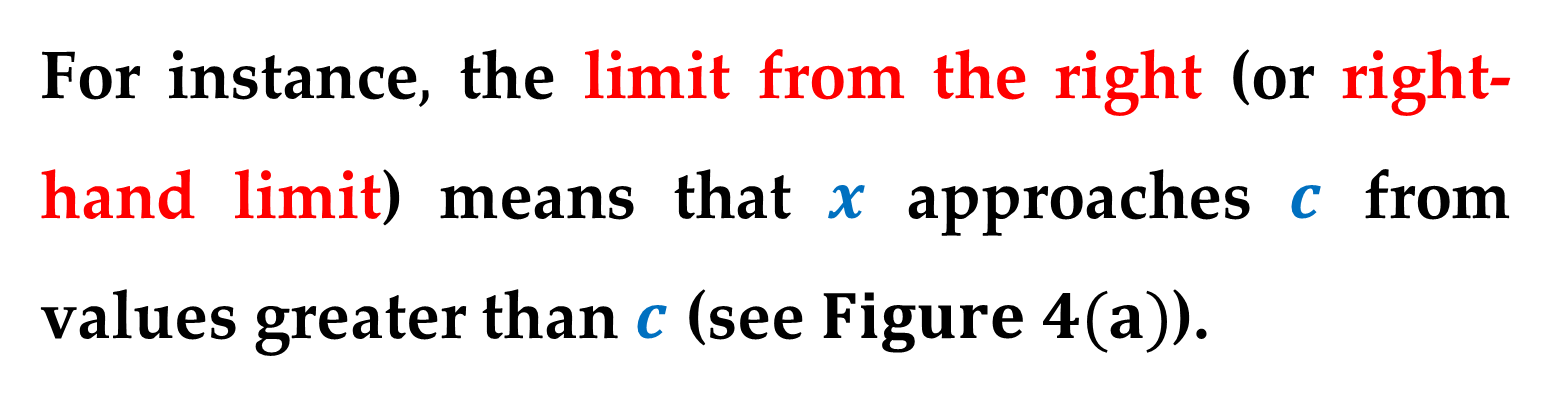 For instance, the limit from the right (or right-
hand limit) means that x approaches c from
values greater than c (see Figure 4(a)).